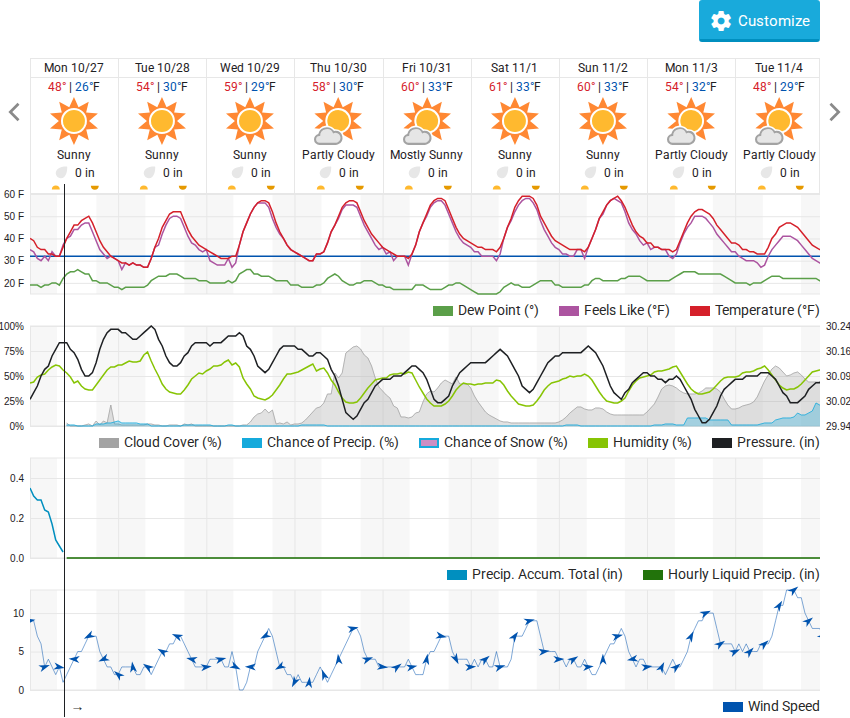 Customize
Mon 10/27 Tue 10/28 Wed 10/29 Thu 10/30 Fri 10/31 Sat 11/1 Sun 11/2 Mon 11/3 Tue 11/4
48° | 26°F 54° | 30°F 59° | 29°F 58° | 30°F 60° | 33°F 61° | 33°F 60° | 33°F 54° | 32°F 48° | 29°F
Sunny Sunny Sunny Partly Cloudy Mostly Sunny Sunny Sunny Partly Cloudy Partly Cloudy
0 in 0 in 0 in 0 in 0 in 0 in 0 in 0 in 0 in
60 F
50 F
40 F
30 F
20 F
Dew Point (°) Feels Like (°F) Temperature (°F)
100% 30.24
75% 30.16
50% 30.09
25% 30.02
0% 29.94
Cloud Cover (%) Chance of Precip. (%) Chance of Snow (%) Humidity (%) Pressure. (in)
0.4
0.2
0.0
Precip. Accum. Total (in) Hourly Liquid Precip. (in)
10
5
0
→ Wind Speed